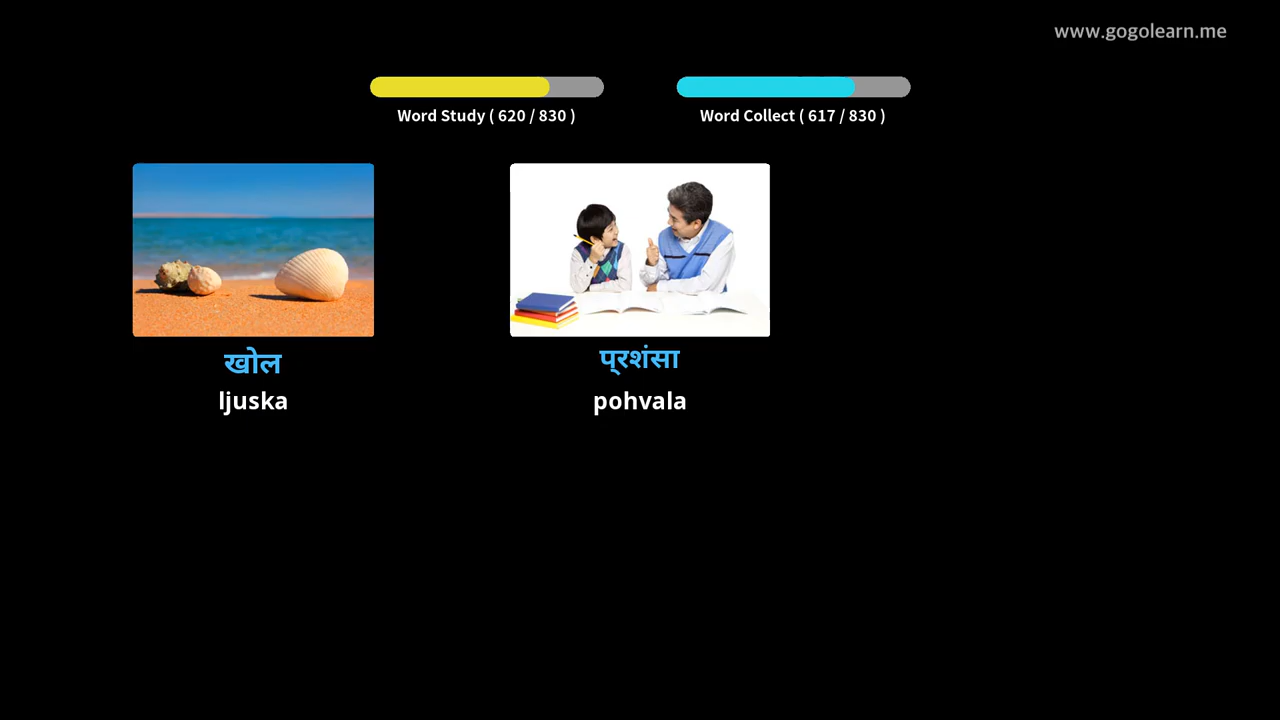 www.gogolearn.me
Word Study ( 620 / 830 )
Word Collect ( 617 / 830 )
खोल
ljuska
प्रशंसा
pohvala